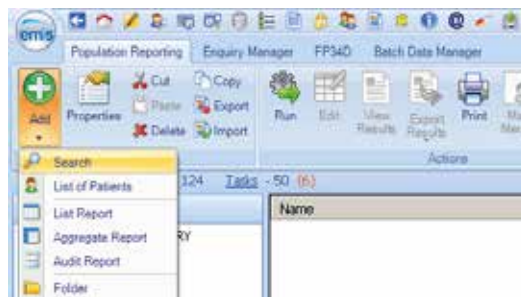 emis
Population Reporting Enquiry Manager FP34D Batch Data Manager
Add Properties Cut Copy Paste Export Delete Import Run Edit View Results Export Results Print
Actions
Search
124 Tasks - 50 (6)
List of Patients
Name
List Report
Aggregate Report
RY
Audit Report
Folder